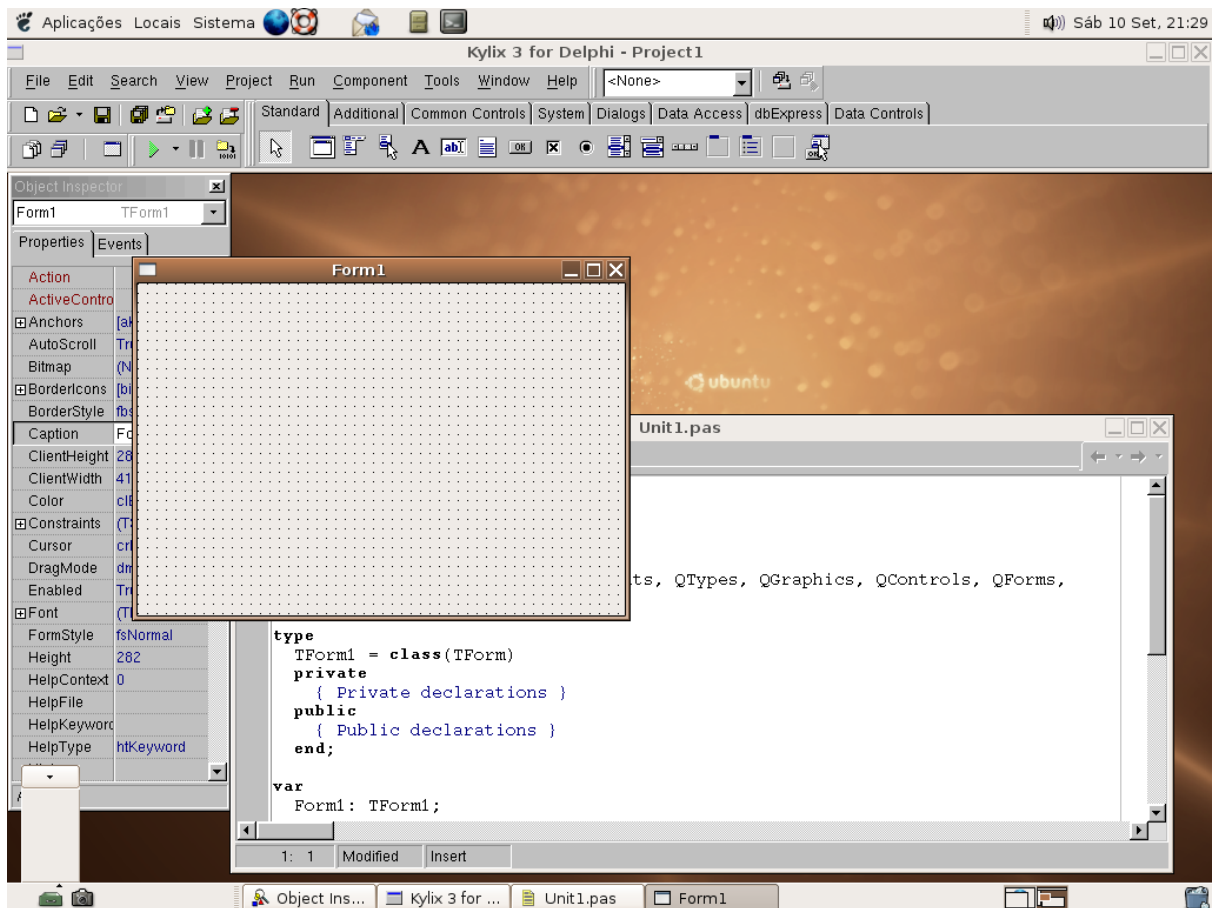 Aplicações Locais Sistema
Sáb 10 Set, 21:29
Kylix 3 for Delphi - Project1
File Edit Search View Project Run Component Tools Window Help <None>
Standard Additional Common Controls System Dialogs Data Access dbExpress Data Controls
Object Inspector
Form1 TForm1
Properties Events
Action
ActiveContro
Anchors
AutoScroll
Bitmap
BorderIcons
BorderStyle
Caption
ClientHeight
ClientWidth
Color
Constraints
Cursor
DragMode
Enabled
Font
FormStyle fsNormal
Height 282
HelpContext 0
HelpFile
HelpKeyword
HelpType htKeyword
Form1
ubuntu
Unit1.pas
QTypes, QGraphics, QControls, QForms,
type
TForm1 = class(TForm)
private
{ Private declarations }
public
{ Public declarations }
end;
var
Form1: TForm1;
1: 1 Modified Insert
Object Ins... Kylix 3 for ... Unit1.pas Form1